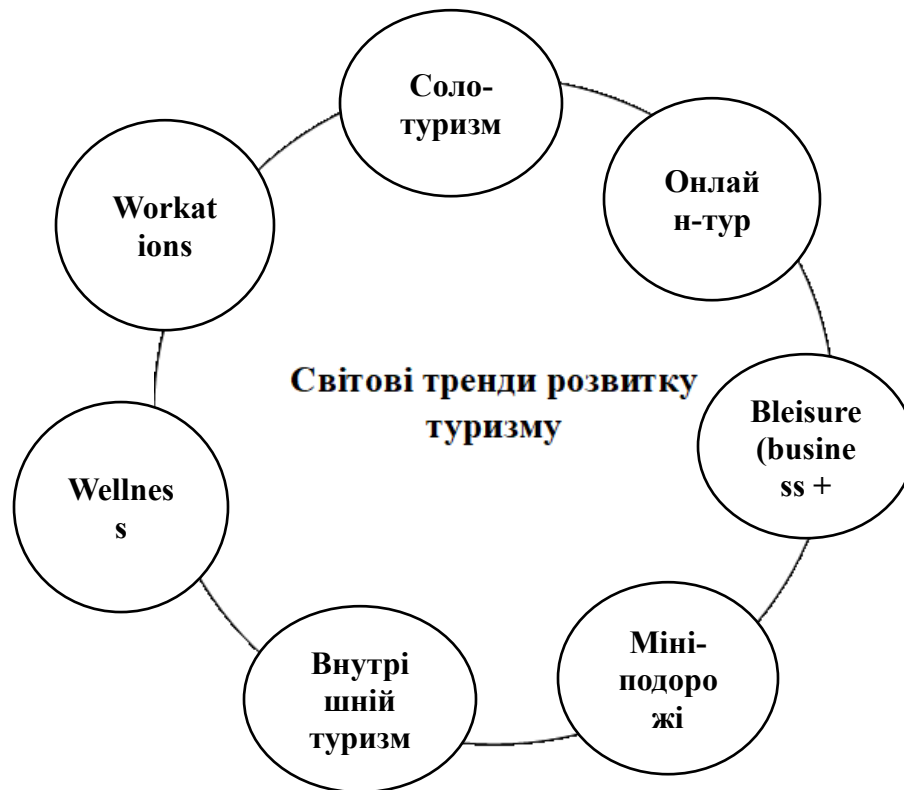 Соло-
туризм
Онлай
н-тур
Bleisure
(busine
ss +
Міні-
подоро
жі
Внутрі
шній
туризм
Wellnes
s
Workat
ions
Світові тренди розвитку
туризму